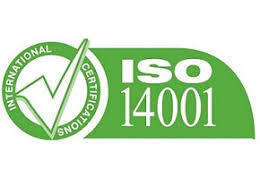 INTERNATIONAL
CERTIFICATIONS
ISO
14001